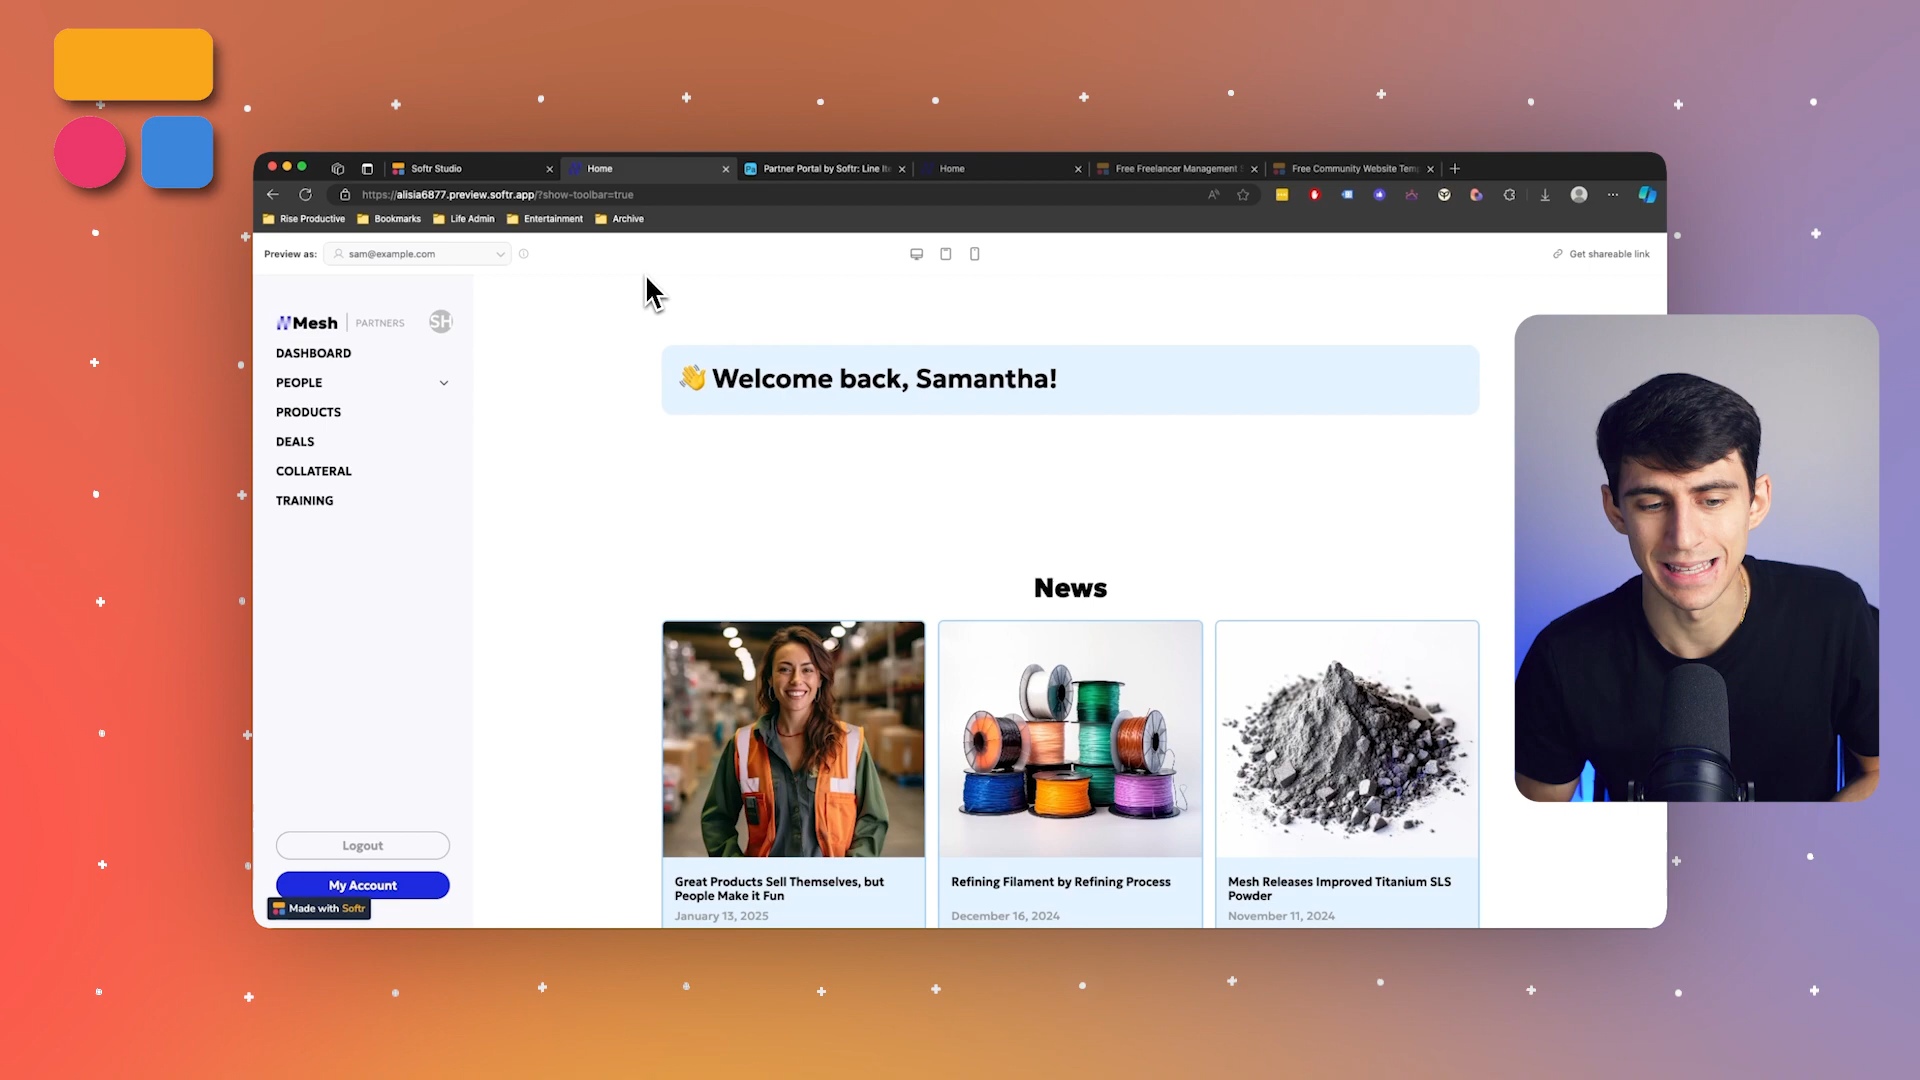 Softr Studio
Home
Partner Portal by Softr: Line Ite
Home
Free Freelancer Management
Free Community Website Temp
https://alisia6877.preview.softr.app/?show-toolbar=true
Rise Productive
Bookmarks
Life Admin
Entertainment
Archive
Preview as:
sam@example.com
Get shareable link
Mesh
PARTNERS
SH
DASHBOARD
PEOPLE
PRODUCTS
DEALS
COLLATERAL
TRAINING
Logout
My Account
Made with Softr
👋 Welcome back, Samantha!
News
Great Products Sell Themselves, but
People Make it Fun
January 13, 2025
Refining Filament by Refining Process
December 16, 2024
Mesh Releases Improved Titanium SLS
Powder
November 11, 2024